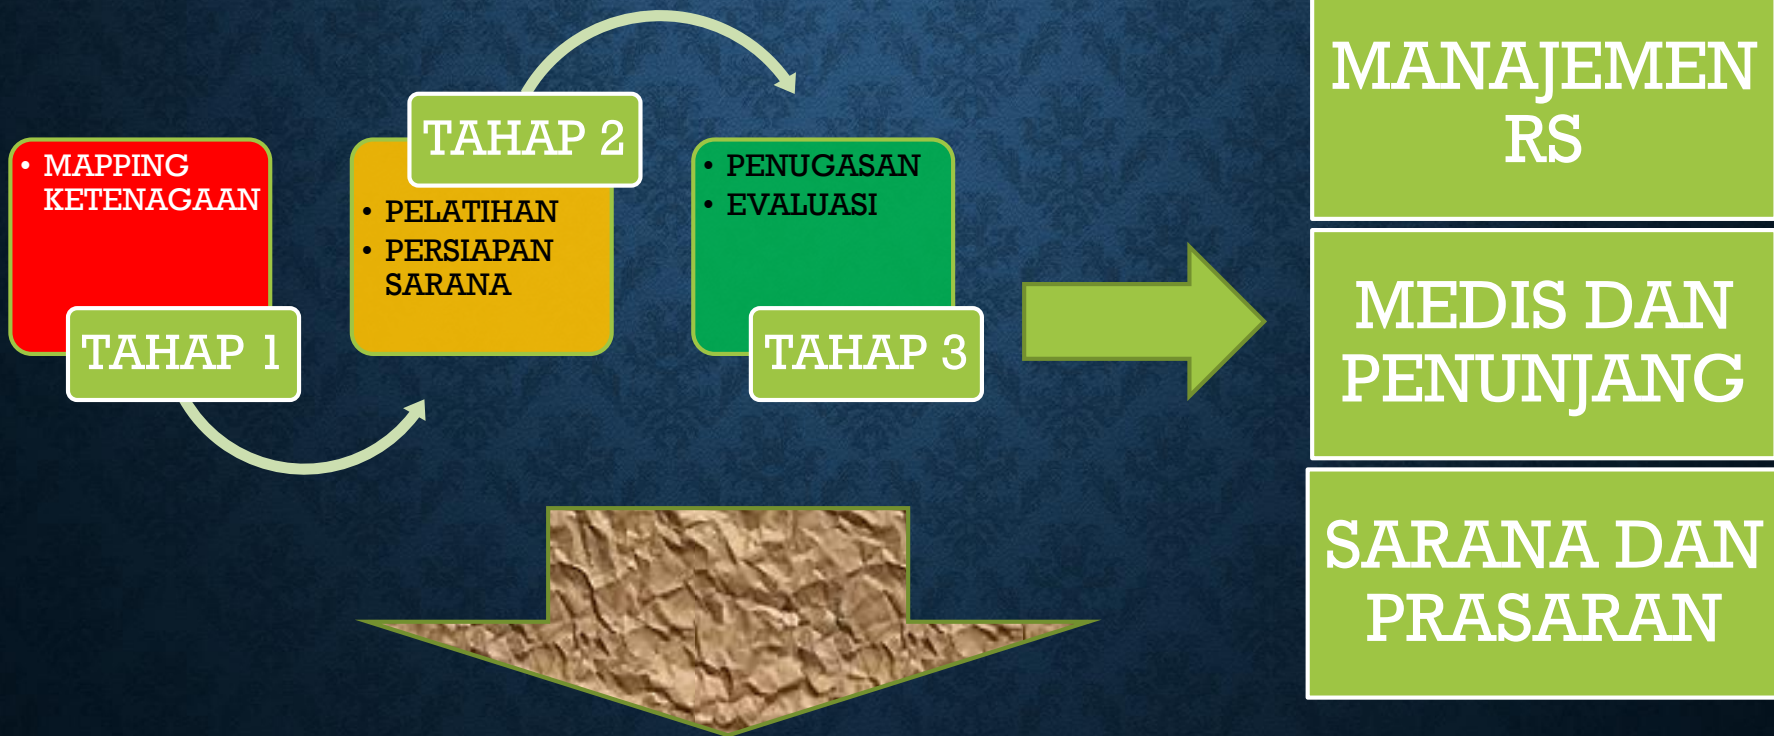 • MAPPING
KETENAGAAN
TAHAP 1
TAHAP 2
• PELATIHAN
• PERSIAPAN
SARANA
• PENUGASAN
• EVALUASI
TAHAP 3
MANAJEMEN
RS
MEDIS DAN
PENUNJANG
SARANA DAN
PRASARAN